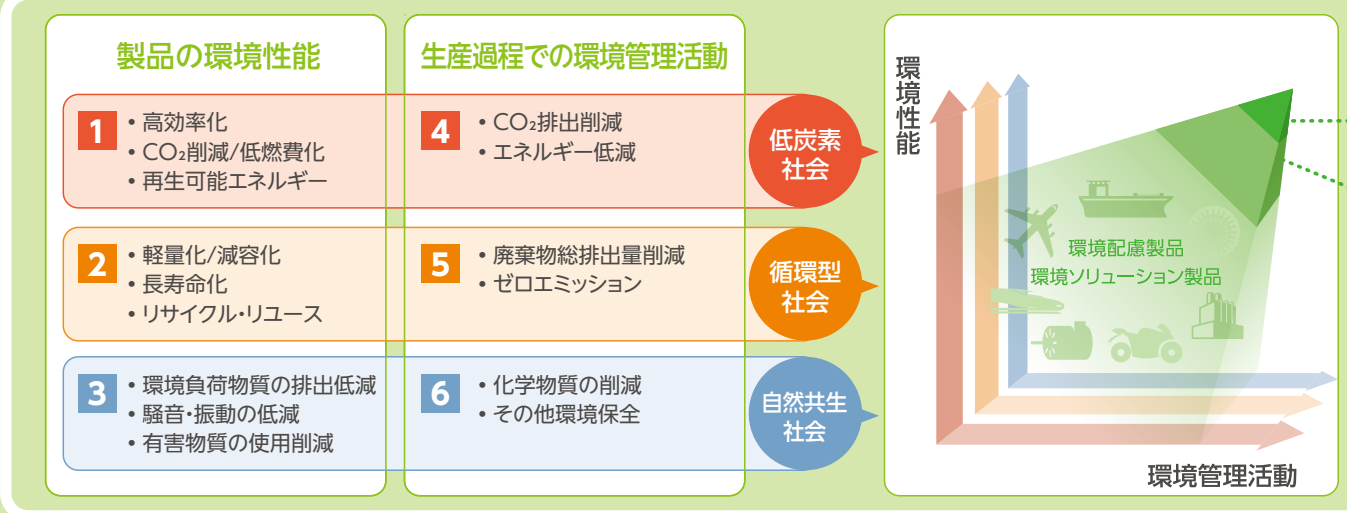 製品の環境性能
生産過程での環境管理活動
1
• 高効率化
• CO₂削減/低燃費化
• 再生可能エネルギー
4
• CO₂排出削減
• エネルギー低減
低炭素
社会
2
• 軽量化/減容化
• 長寿命化
• リサイクル・リユース
5
• 廃棄物総排出量削減
• ゼロエミッション
循環型
社会
3
• 環境負荷物質の排出低減
• 騒音・振動の低減
• 有害物質の使用削減
6
• 化学物質の削減
• その他環境保全
自然共生
社会
環境性能
環境配慮製品
環境ソリューション製品
環境管理活動